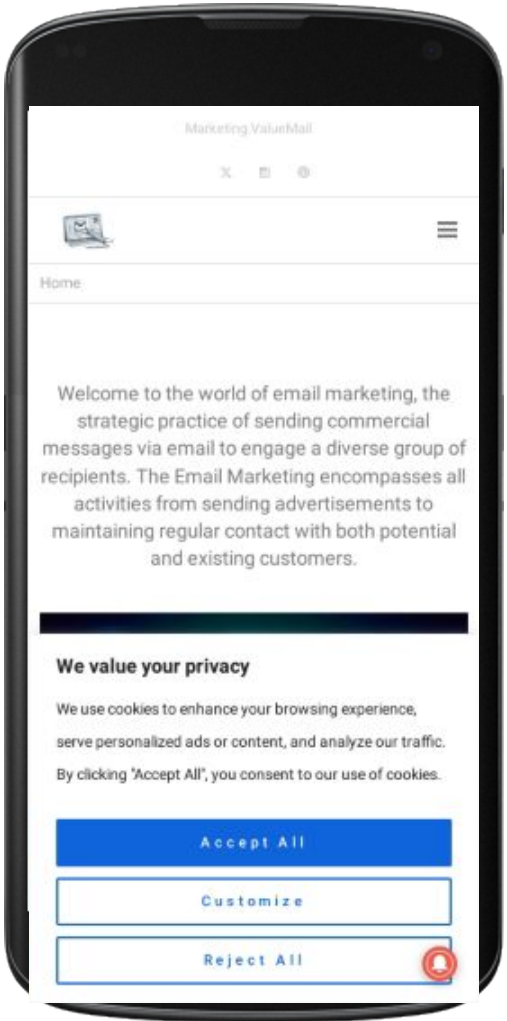 Marketing.ValueMail
Home
Welcome to the world of email marketing, the
strategic practice of sending commercial
messages via email to engage a diverse group of
recipients. The Email Marketing encompasses all
activities from sending advertisements to
maintaining regular contact with both potential
and existing customers.
We value your privacy
We use cookies to enhance your browsing experience,
serve personalized ads or content, and analyze our traffic.
By clicking "Accept All", you consent to our use of cookies.
Accept All
Customize
Reject All